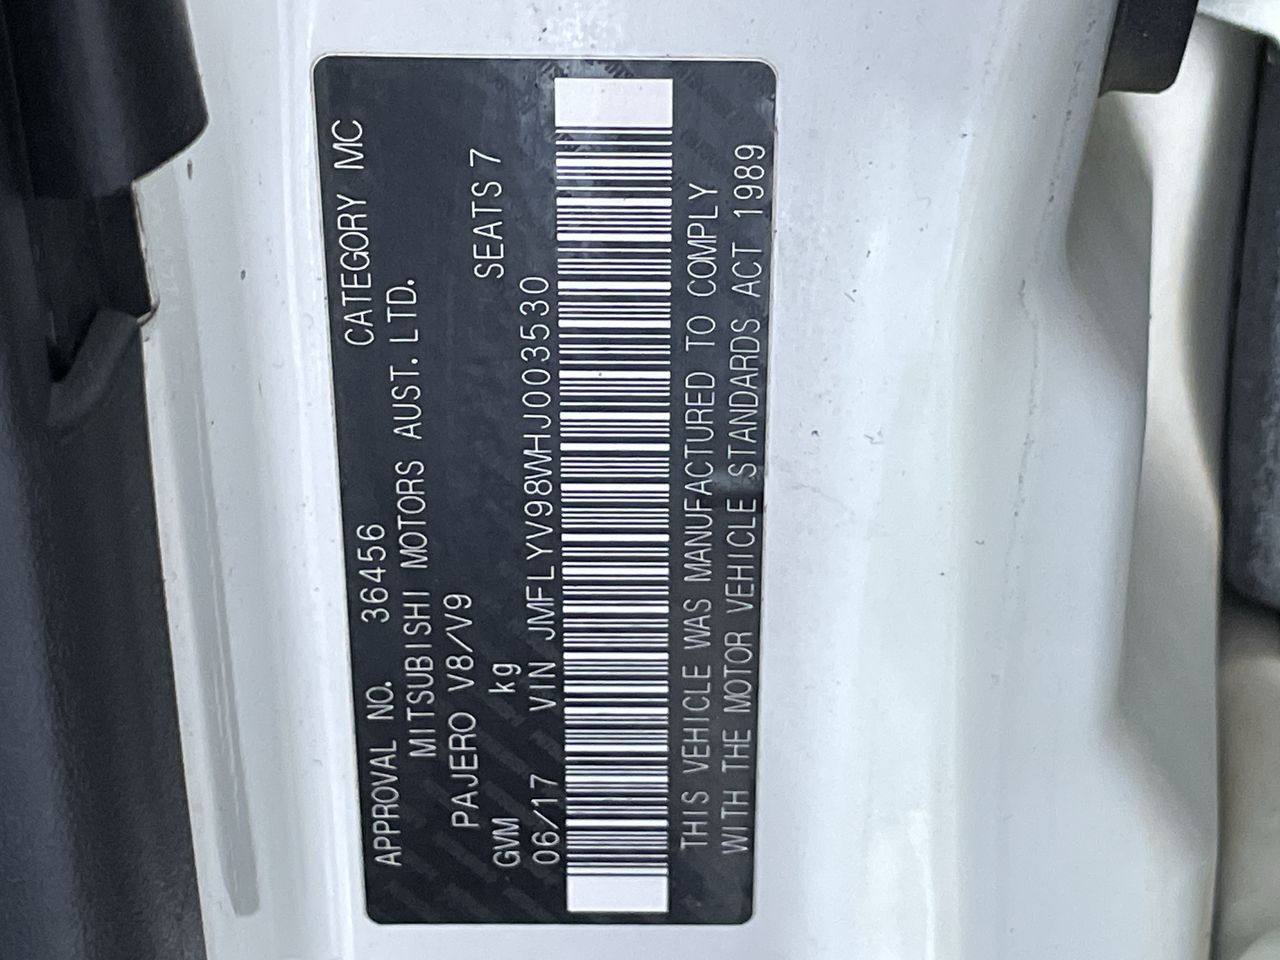 APPROVAL NO. 36456 CATEGORY MC
MITSUBISHI MOTORS AUST. LTD.
PAJERO V8/V9
GVM kg SEATS 7
06/17 VIN JMFLYV98WHJ003530
THIS VEHICLE WAS MANUFACTURED TO COMPLY
WITH THE MOTOR VEHICLE STANDARDS ACT 1989